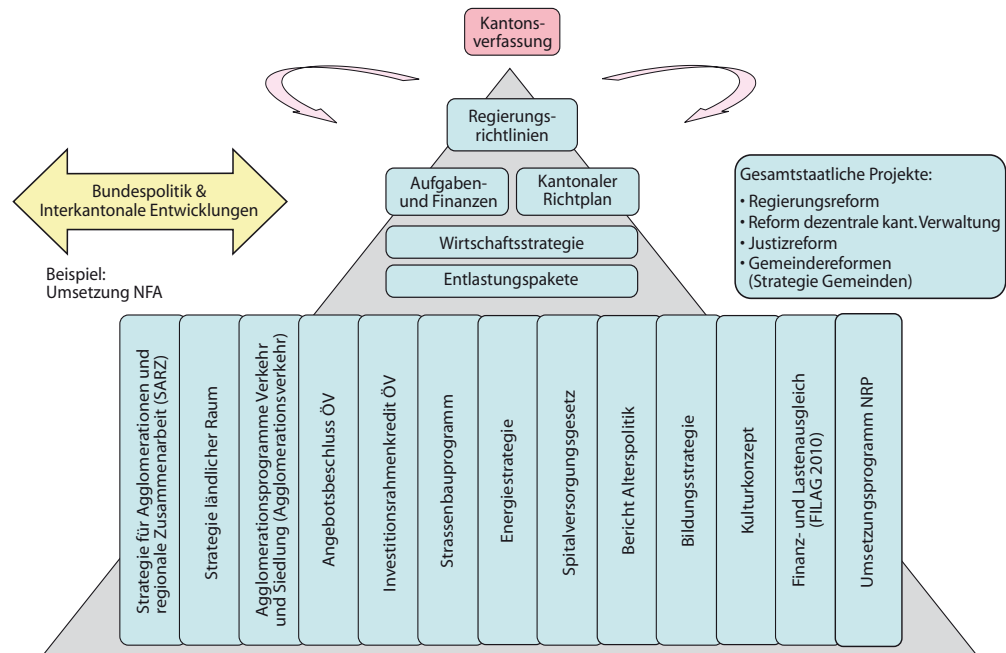 Kantons-
verfassung
Regierungs-
richtlinien
Bundespolitik &
Interkantonale Entwicklungen
Beispiel:
Umsetzung NFA
Aufgaben-
und Finanzen
Kantonaler
Richtplan
Wirtschaftsstrategie
Entlastungspakete
Gesamtstaatliche Projekte:
• Regierungsreform
• Reform dezentrale kant. Verwaltung
• Justizreform
• Gemeindereformen
(Strategie Gemeinden)
Strategie für Agglomerationen und
regionale Zusammenarbeit (SARZ)
Strategie ländlicher Raum
Agglomerationsprogramme Verkehr
und Siedlung (Agglomerationsverkehr)
Angebotsbeschluss ÖV
Investitionsrahmenkredit ÖV
Strassenbauprogramm
Energiestrategie
Spitalversorgungsgesetz
Bericht Alterspolitik
Bildungsstrategie
Kulturkonzept
Finanz- und Lastenausgleich
(FILAG 2010)
Umsetzungsprogramm NRP